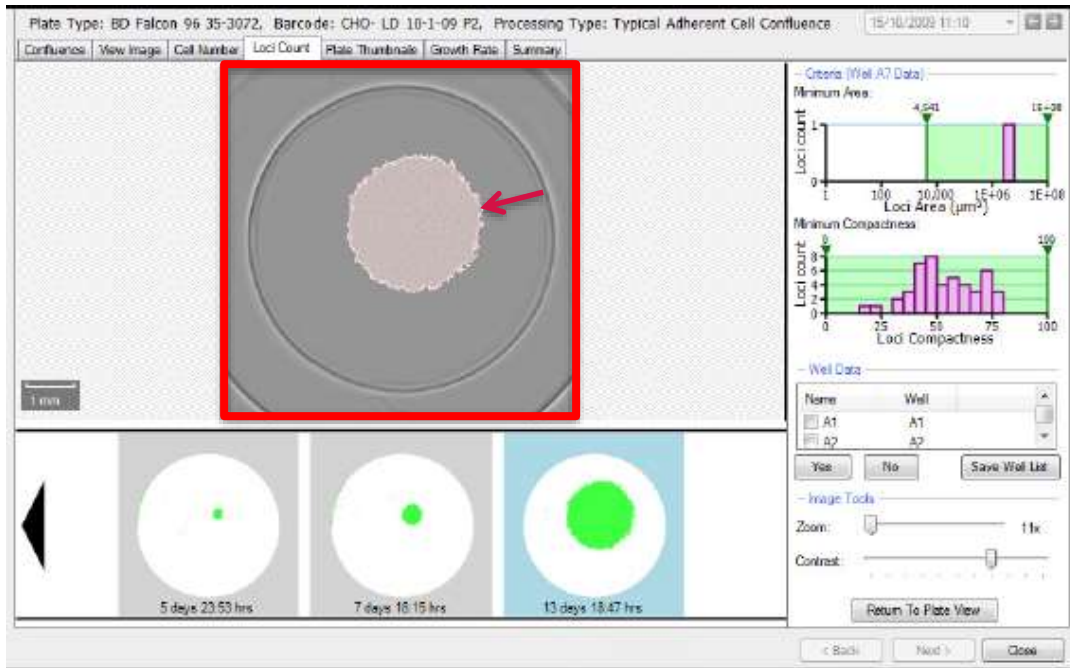 Plate Type: BD Falcon 96 35-3072, Barcode: CHO- LD 10-1-09 P2, Processing Type: Typical Adherent Cell Confluence 15/10/2009 11:10
Confluence View Image Cell Number Loci Count Plate Thumbnails Growth Rate Summary
Criteria (Well A7 Data)
Minimum Area:
4,641 1E+08
Loci count
1
0
1 100 10,000 1E+06 1E+08
Loci Area (µm²)
Minimum Compactness
0 100
Loci count
8
6
4
2
0
0 25 50 75 100
Loci Compactness
1 mm
Well Data
Name Well
A1 A1
A2 A2
Yes No Save Well List
Image Tools
Zoom: 11x
Contrast:
Return To Plate View
5 days 23:53 hrs 7 days 18:15 hrs 13 days 18:47 hrs
< Back Next > Close